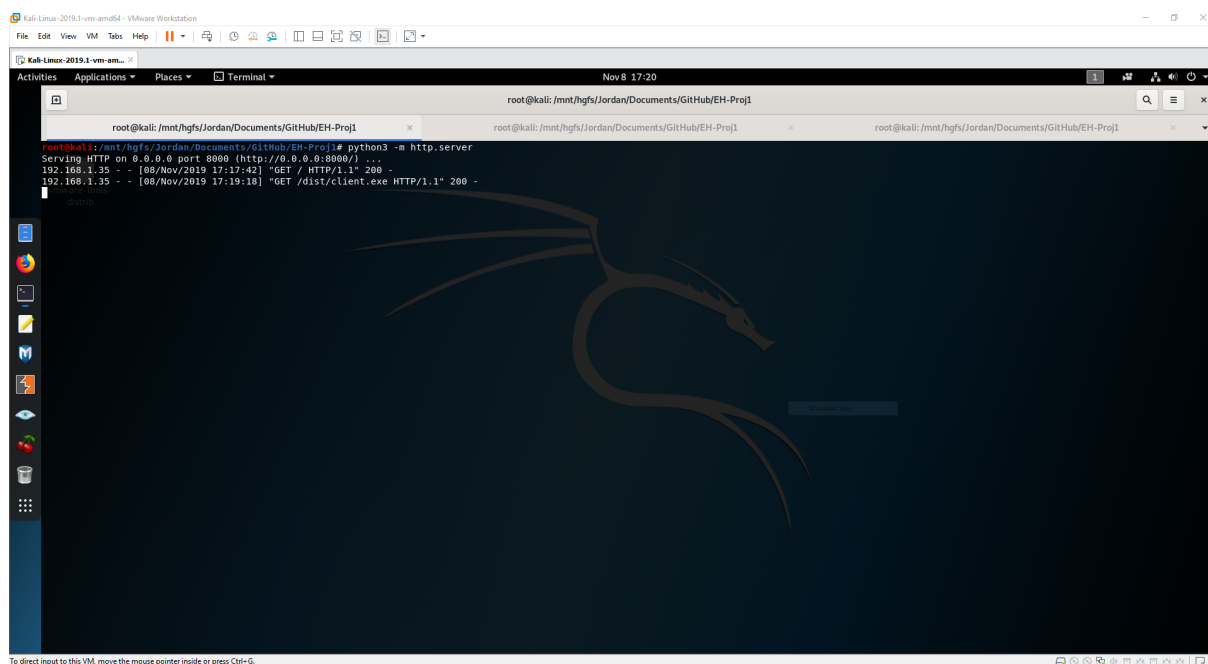 Kali-Linux-2019.1-vm-amd64 - VMware Workstation
File Edit View VM Tabs Help
Kali-Linux-2019.1-vm-am...
Activities Applications Places Terminal Nov 8 17:20 1
root@kali: /mnt/hgfs/Jordan/Documents/GitHub/EH-Proj1
root@kali: /mnt/hgfs/Jordan/Documents/GitHub/EH-Proj1 root@kali: /mnt/hgfs/Jordan/Documents/GitHub/EH-Proj1 root@kali: /mnt/hgfs/Jordan/Documents/GitHub/EH-Proj1
root@kali:/mnt/hgfs/Jordan/Documents/GitHub/EH-Proj1# python3 -m http.server
Serving HTTP on 0.0.0.0 port 8000 (http://0.0.0.0:8000/) ...
192.168.1.35 - - [08/Nov/2019 17:17:42] "GET / HTTP/1.1" 200 -
192.168.1.35 - - [08/Nov/2019 17:19:18] "GET /dist/client.exe HTTP/1.1" 200 -
distrib
Window Snip
To direct input to this VM, move the mouse pointer inside or press Ctrl+G.